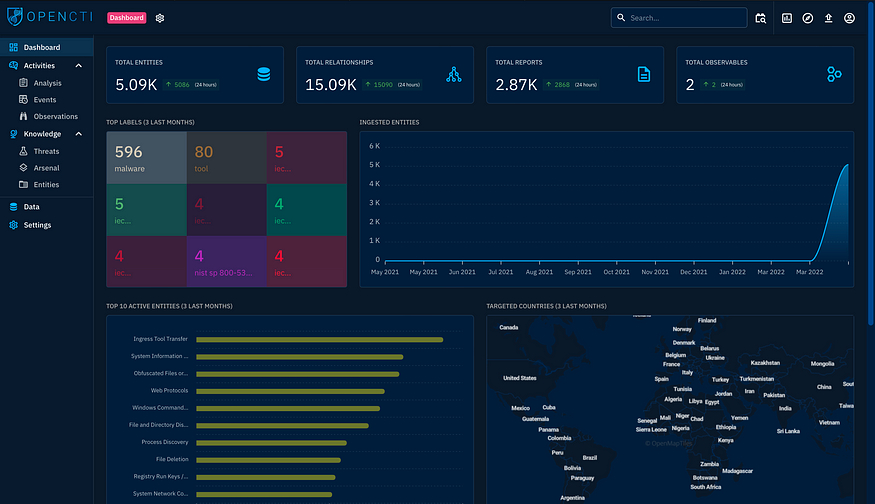 OPENCTI
Dashboard
Search...
Dashboard
Activities
Analysis
Events
Observations
Knowledge
Threats
Arsenal
Entities
Data
Settings
TOTAL ENTITIES
5.09K
5086 (24 hours)
TOTAL RELATIONSHIPS
15.09K
15090 (24 hours)
TOTAL REPORTS
2.87K
2868 (24 hours)
TOTAL OBSERVABLES
2
2 (24 hours)
TOP LABELS (3 LAST MONTHS)
596
malware
80
tool
5
iec...
5
iec...
4
iec...
4
iec...
4
iec...
4
nist sp 800-53...
4
iec...
INGESTED ENTITIES
6 K
5 K
4 K
3 K
2 K
1 K
0
May 2021 May 2021 Jun 2021 Jul 2021 Aug 2021 Sep 2021 Oct 2021 Nov 2021 Dec 2021 Jan 2022 Mar 2022 Mar 2022
TOP 10 ACTIVE ENTITIES (3 LAST MONTHS)
Ingress Tool Transfer
System Information ...
Obfuscated Files or...
Web Protocols
Windows Command...
File and Directory Dis...
Process Discovery
File Deletion
Registry Run Keys /...
System Network Co...
TARGETED COUNTRIES (3 LAST MONTHS)
Finland
Canada
Norway
Denmark
Belarus
Belgium
Ukraine
France
Kazakhstan
Mongolia
Italy
United States
Spain
Turkey
Turkmenistan
China
Sout
Tunisia
Iran
Jordan
Pakistan
Algeria
Libya
Egypt
Taiwa
Mexico
Cuba
India
Guatemala
Senegal
Mali
Niger
Chad
Yemen
Vietnam
Panama
Sierra Leone
Nigeria
Ethiopia
Sri Lanka
Colombia
Kenya
© OpenMapTiles
Peru
Brazil
Zambia
Bolivia
Madagascar
Paraguay
Botswana
South Africa
Argentina